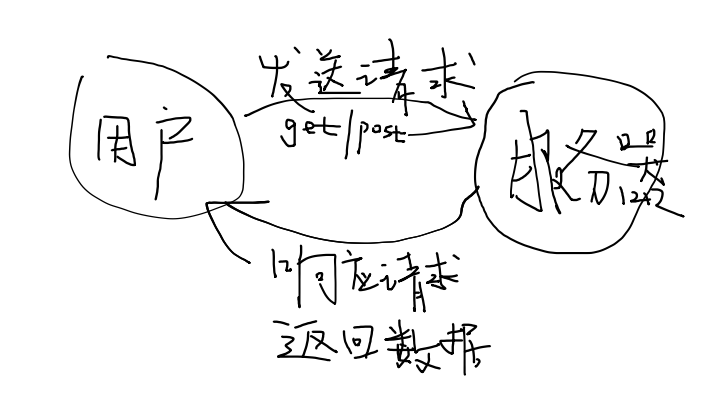 发送请求
get/post
用户
服务器
响应请求
返回数据